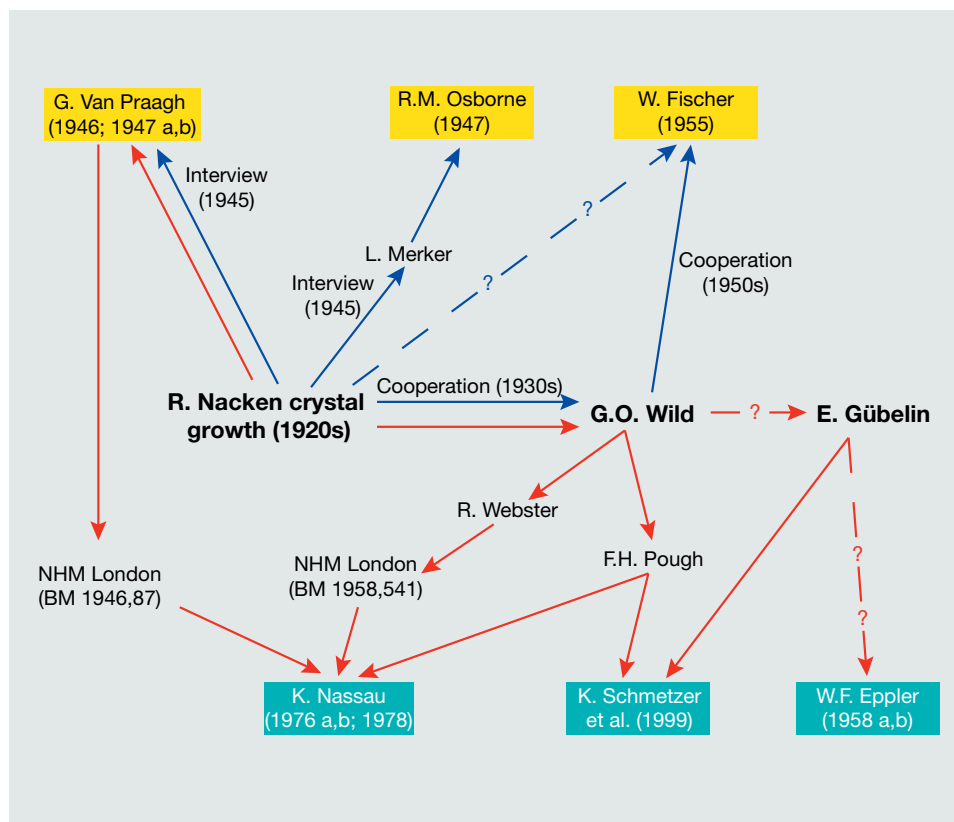 G. Van Praagh
(1946; 1947 a,b)
R.M. Osborne
(1947)
W. Fischer
(1955)
Interview
(1945)
?
L. Merker
Cooperation
(1950s)
Interview
(1945)
?
R. Nacken crystal
growth (1920s)
Cooperation (1930s)
G.O. Wild
?
E. Gübelin
R. Webster
?
NHM London
(BM 1946,87)
NHM London
(BM 1958,541)
F.H. Pough
?
K. Nassau
(1976 a,b; 1978)
K. Schmetzer
et al. (1999)
W.F. Eppler
(1958 a,b)